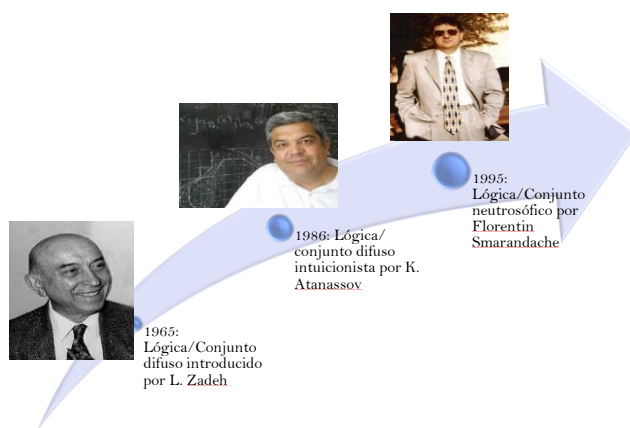 1965:
Lógica/Conjunto
difuso introducido
por L. Zadeh
1986: Lógica/
conjunto difuso
intuicionista por K.
Atanassov
1995:
Lógica/Conjunto
neutrosófico por
Florentin
Smarandache